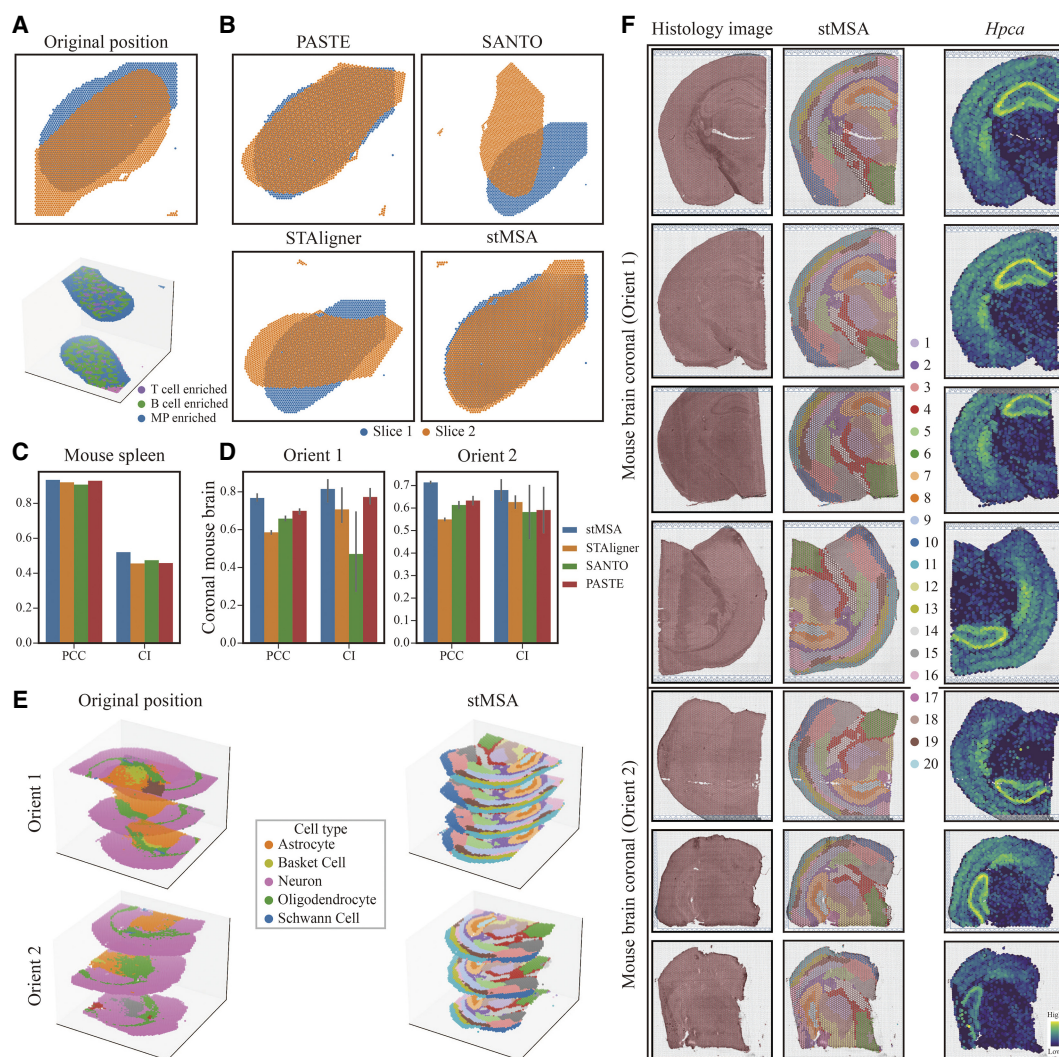 A
Original position
T cell enriched
B cell enriched
MP enriched
B
PASTE
SANTO
STAligner
stMSA
Slice 1
Slice 2
C
Mouse spleen
0.8
0.6
0.4
0.2
0.0
PCC
CI
D
Orient 1
Orient 2
Coronal mouse brain
0.8
0.6
0.4
0.2
0.0
PCC
CI
0.7
0.6
0.5
0.4
0.3
0.2
0.1
0.0
PCC
CI
stMSA
STAligner
SANTO
PASTE
E
Original position
stMSA
Orient 1
Orient 2
Cell type
Astrocyte
Basket Cell
Neuron
Oligodendrocyte
Schwann Cell
F
Histology image
stMSA
Hpca
Mouse brain coronal (Orient 1)
Mouse brain coronal (Orient 2)
1
2
3
4
5
6
7
8
9
10
11
12
13
14
15
16
17
18
19
20